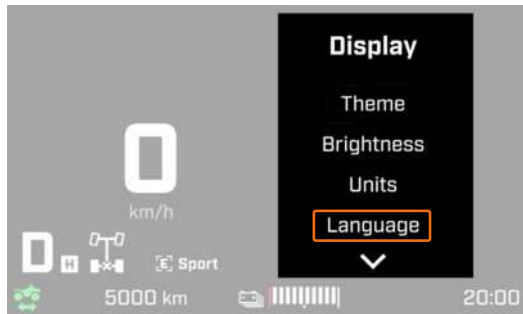 Display
Theme
Brightness
Units
Language
0
km/h
D H [E] Sport
5000 km
20:00